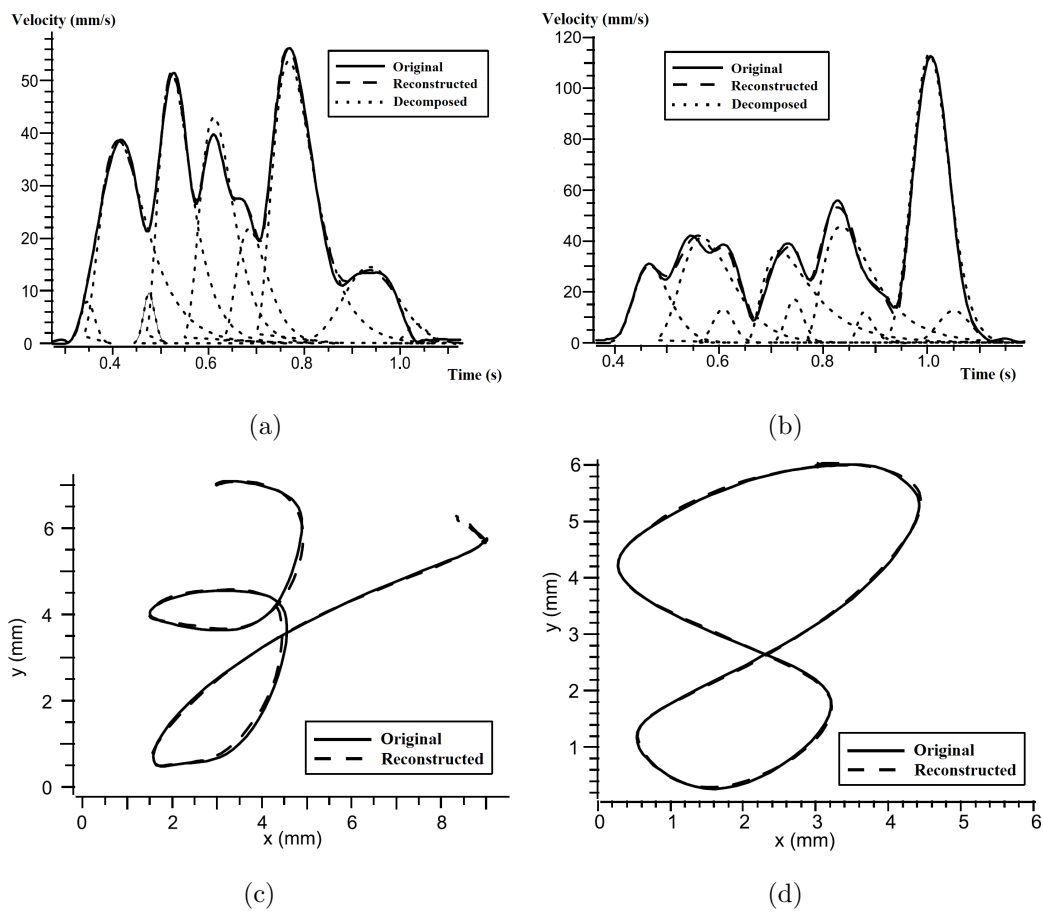 Velocity (mm/s)
50
40
30
20
10
0
Original
Reconstructed
Decomposed
0.4
0.6
0.8
1.0
Time (s)
(a)
Velocity (mm/s)
120
100
80
60
40
20
0
Original
Reconstructed
Decomposed
0.4
0.6
0.8
1.0
Time (s)
(b)
y (mm)
6
4
2
0
Original
Reconstructed
0 2 4 6 8
x (mm)
(c)
y (mm)
6
5
4
3
2
1
Original
Reconstructed
0 1 2 3 4 5 6
x (mm)
(d)